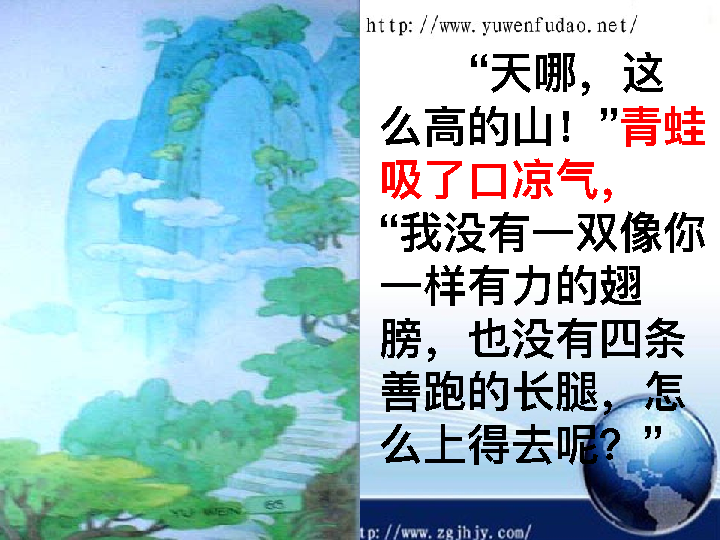 http://www.yuwenfudao.net/
“天哪，这
么高的山！”青蛙
吸了口凉气，
“我没有一双像你
一样有力的翅
膀，也没有四条
善跑的长腿，怎
么上得去呢？”
YU WEN 65
tp://www.zgjhjy.com/